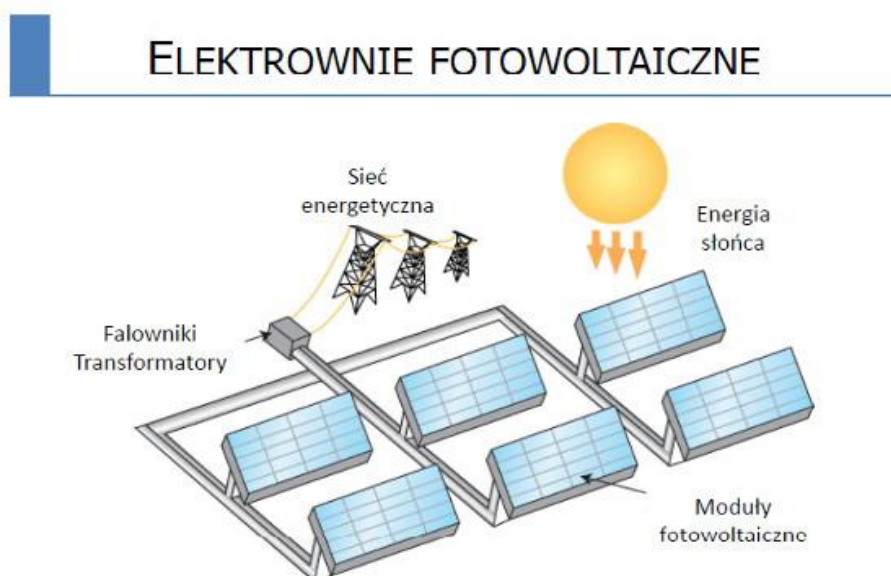 ELEKTROWNIE FOTOWOLTAICZNE
Sieć
energetyczna
Energia
słońca
Falowniki
Transformatory
Moduły
fotowoltaiczne